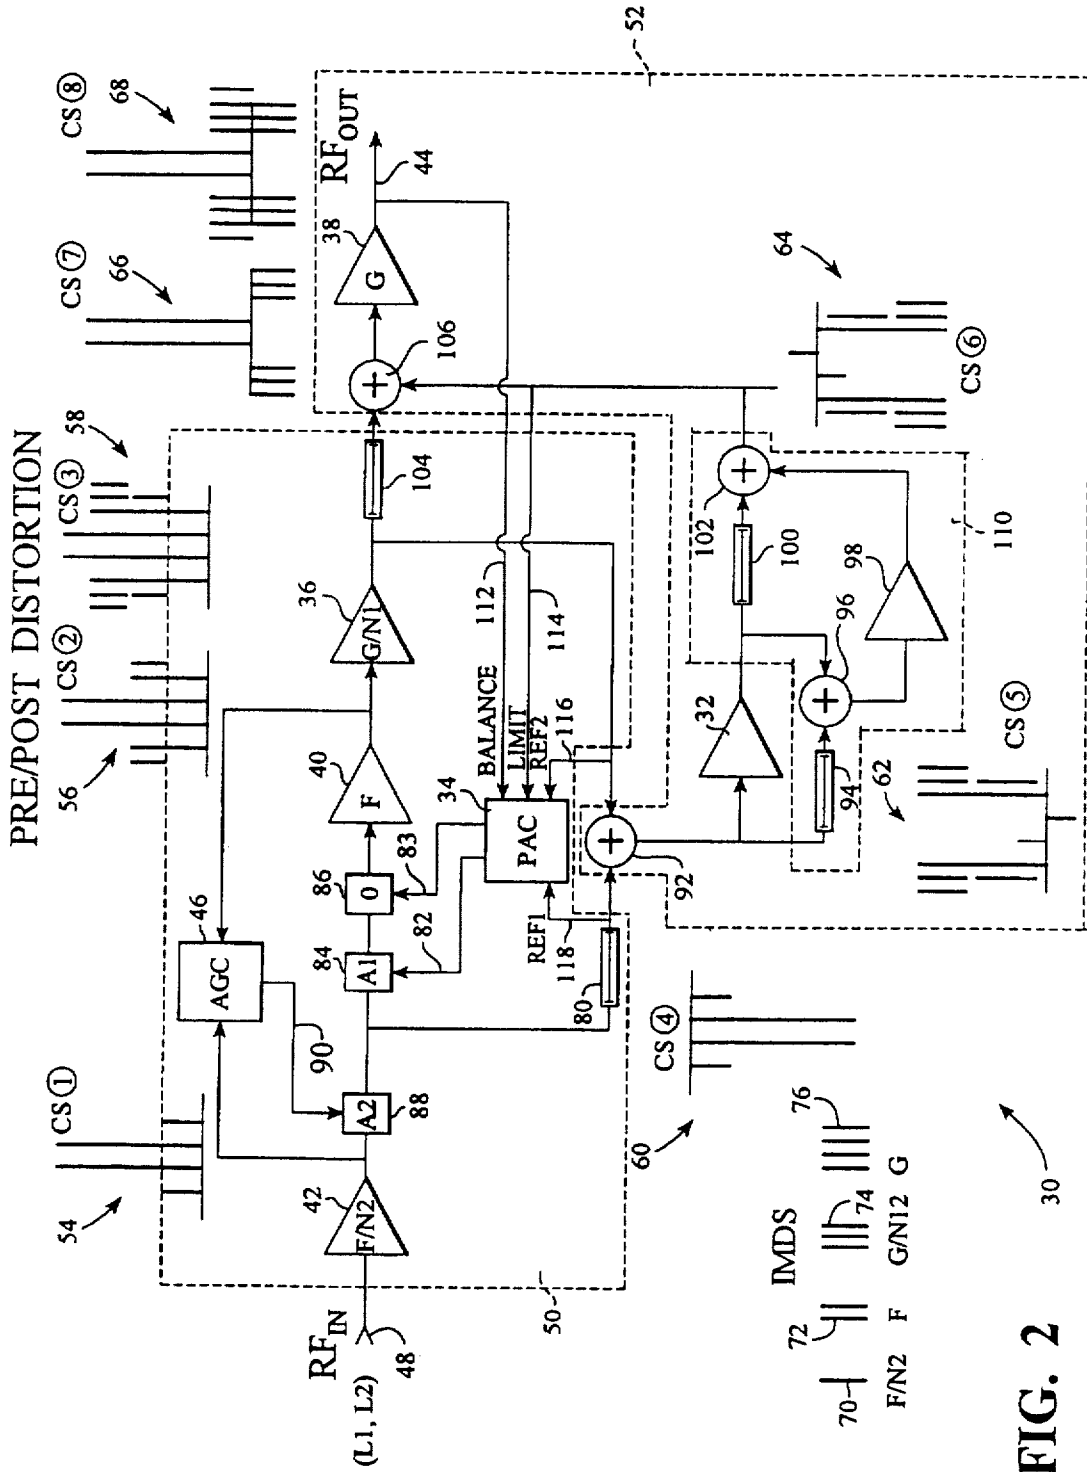 PRE/POST DISTORTION
CS①
54
CS②
56
CS③
58
CS⑦
66
CS⑧
68
RF_IN
(L1, L2)
48
F/N2
42
A2
88
90
AGC
46
A1
84
0
86
82
83
F
40
G/N1
36
104
+
106
G
38
RF_OUT
44
52
BALANCE
LIMIT
REF2
112
114
116
PAC
34
REF1
118
80
+
92
50
32
94
+
96
98
100
+
102
110
CS④
60
CS⑤
62
CS⑥
64
IMDS
70
72
74
76
F/N2
F
G/N12
G
30
FIG. 2